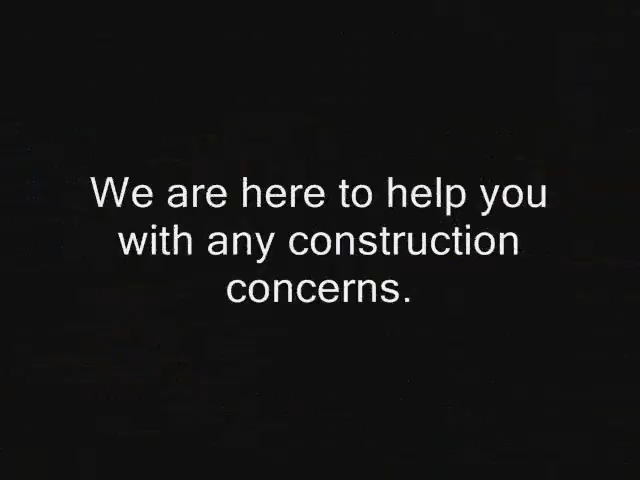 We are here to help you
with any construction
concerns.